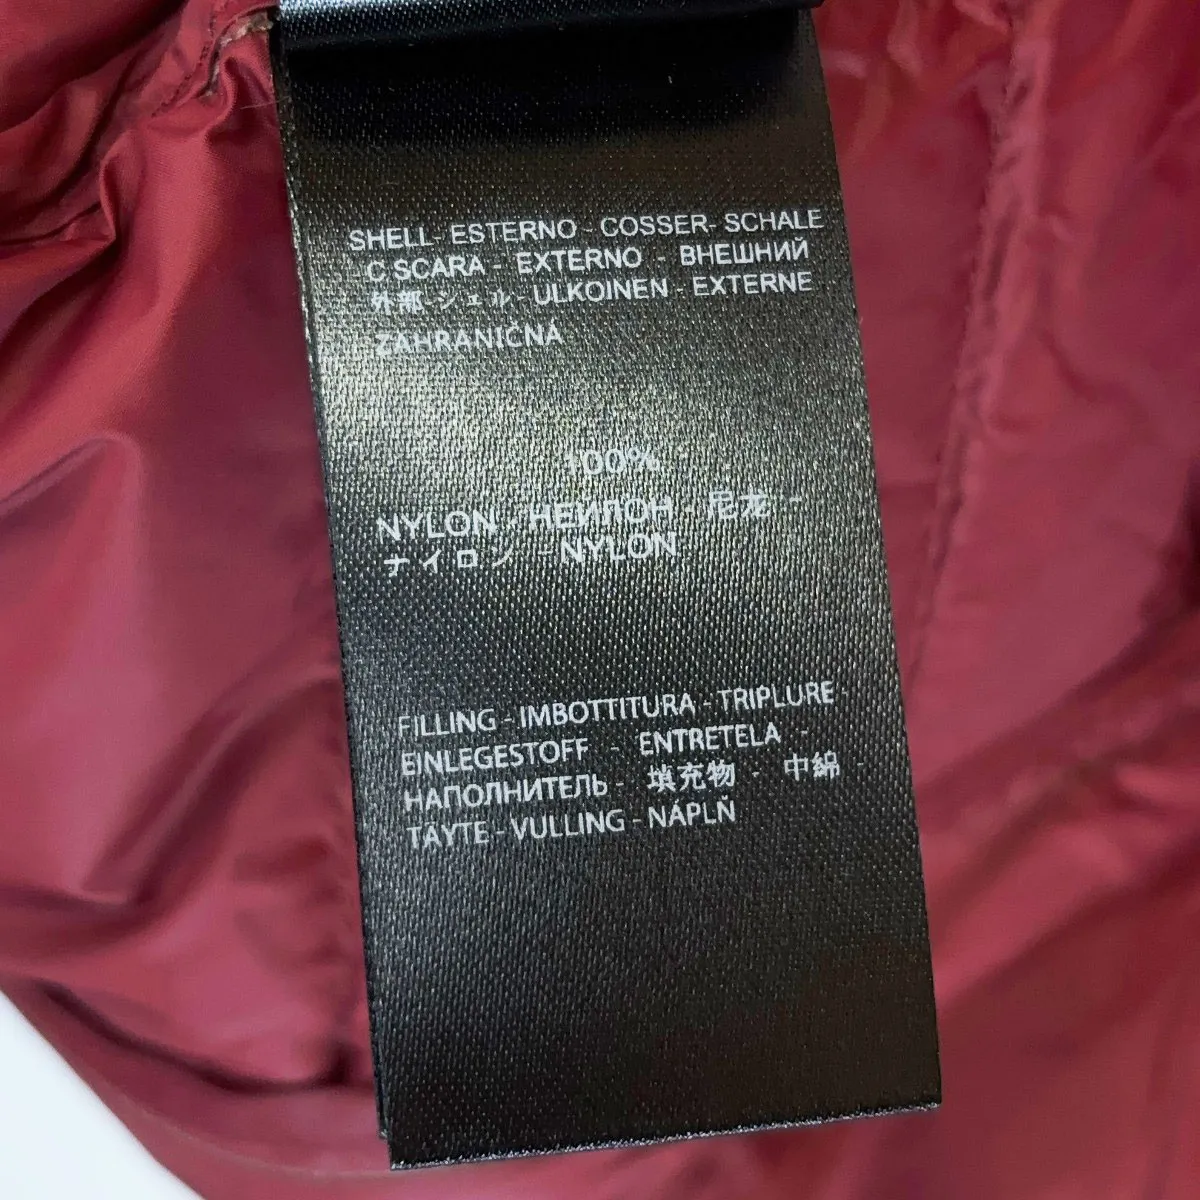 SHELL- ESTERNO - COSSER- SCHALE
C.SCARA - EXTERNO - ВНЕШНИЙ
外部 - シェル - ULKOINEN - EXTERNE
ZAHRANIČNÁ
100%
NYLON - НЕЙЛОН - 尼龙 -
ナイロン - NYLON
FILLING - IMBOTTITURA - TRIPLURE
EINLEGESTOFF - ENTRETELA -
НАПОЛНИТЕЛЬ - 填充物 - 中綿
TÄYTE - VULLING - NÁPLŇ